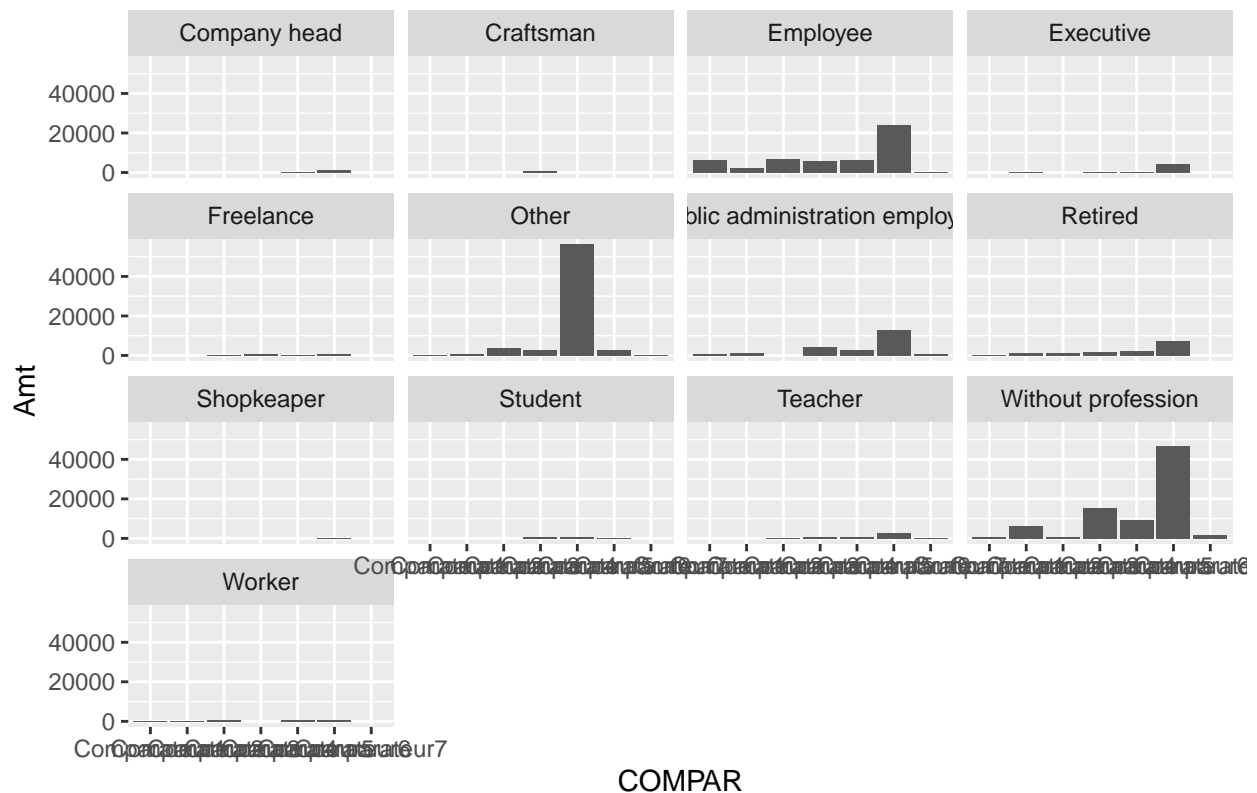 Company head
Craftsman
Employee
Executive
40000
20000
0
Freelance
Other
blic administration employ
Retired
40000
20000
0
Shopkeaper
Student
Teacher
Without profession
40000
20000
0
Worker
40000
20000
0
Amt
COMPAR